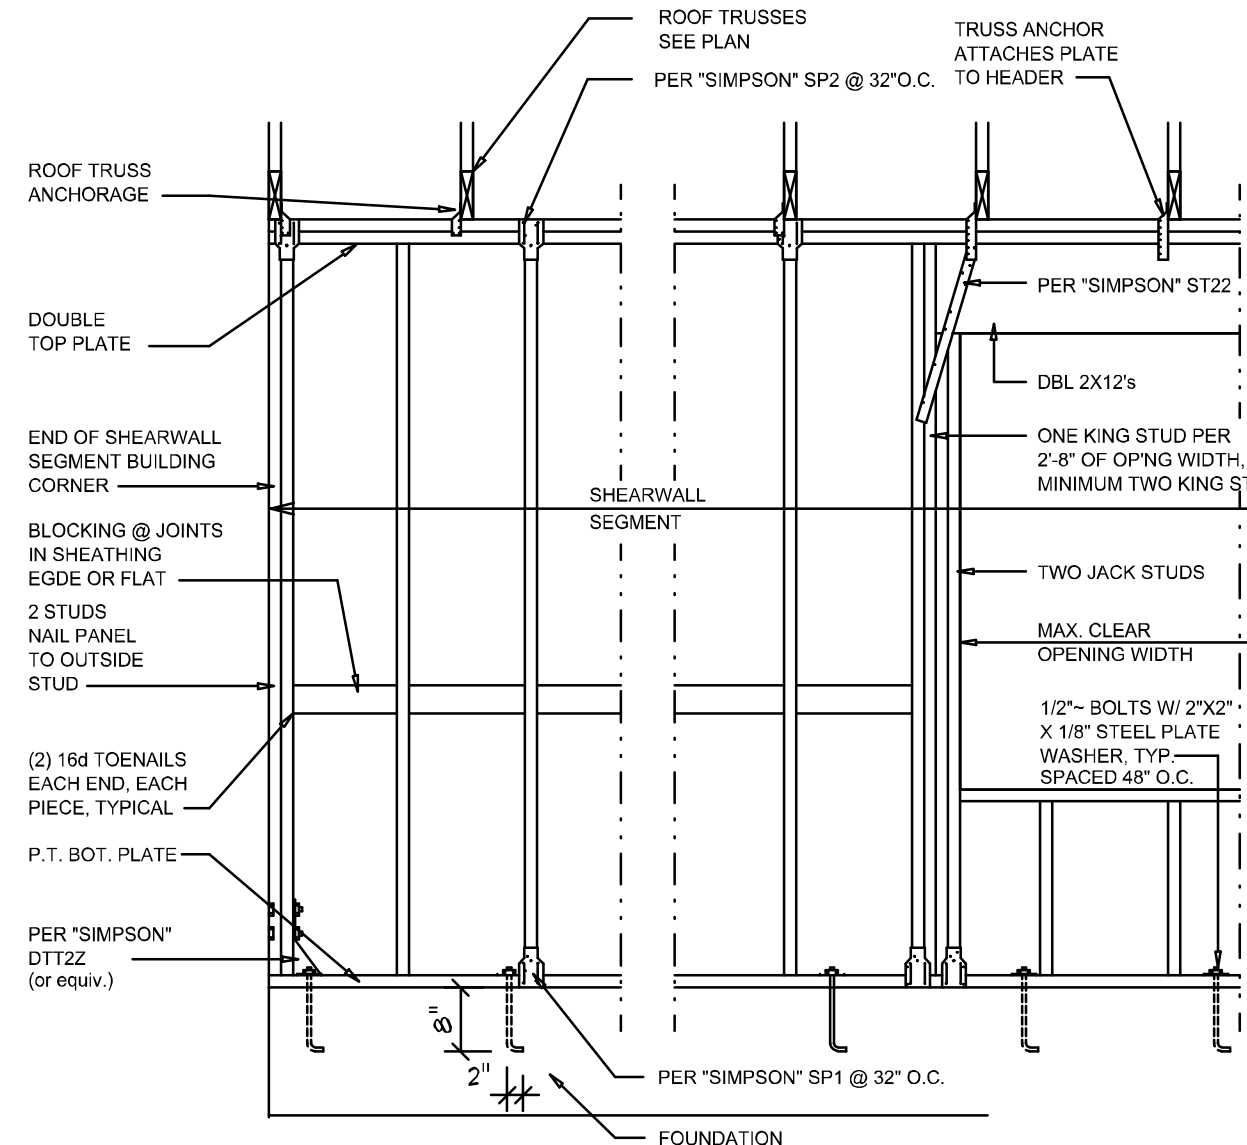 ROOF TRUSSES
SEE PLAN
TRUSS ANCHOR
ATTACHES PLATE
TO HEADER
PER "SIMPSON" SP2 @ 32"O.C.
ROOF TRUSS
ANCHORAGE
PER "SIMPSON" ST22
DOUBLE
TOP PLATE
DBL 2X12's
END OF SHEARWALL
SEGMENT BUILDING
CORNER
ONE KING STUD PER
2'-8" OF OP'NG WIDTH,
MINIMUM TWO KING ST
SHEARWALL
SEGMENT
BLOCKING @ JOINTS
IN SHEATHING
EGDE OR FLAT
TWO JACK STUDS
2 STUDS
NAIL PANEL
TO OUTSIDE
STUD
MAX. CLEAR
OPENING WIDTH
1/2"~ BOLTS W/ 2"X2"
X 1/8" STEEL PLATE
WASHER, TYP.
SPACED 48" O.C.
(2) 16d TOENAILS
EACH END, EACH
PIECE, TYPICAL
P.T. BOT. PLATE
PER "SIMPSON"
DTT2Z
(or equiv.)
8"
2"
PER "SIMPSON" SP1 @ 32" O.C.
FOUNDATION